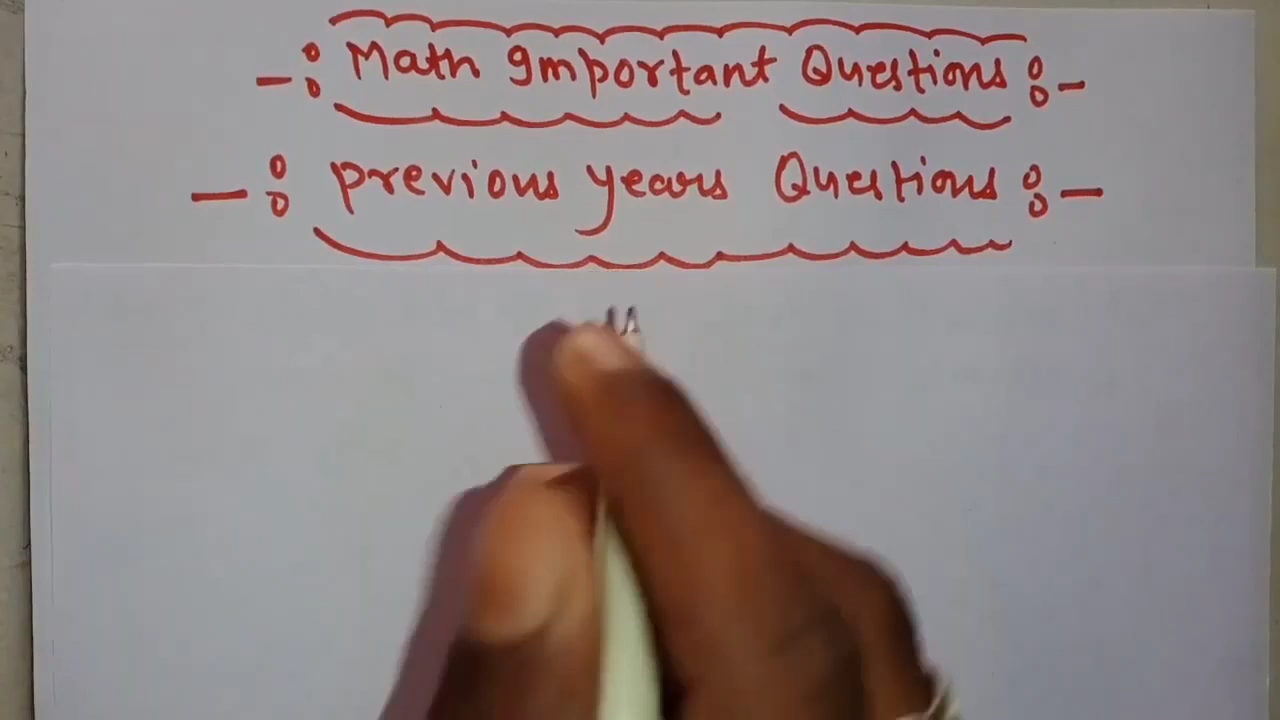 -: Math Important Questions :-
-: previous years Questions :-